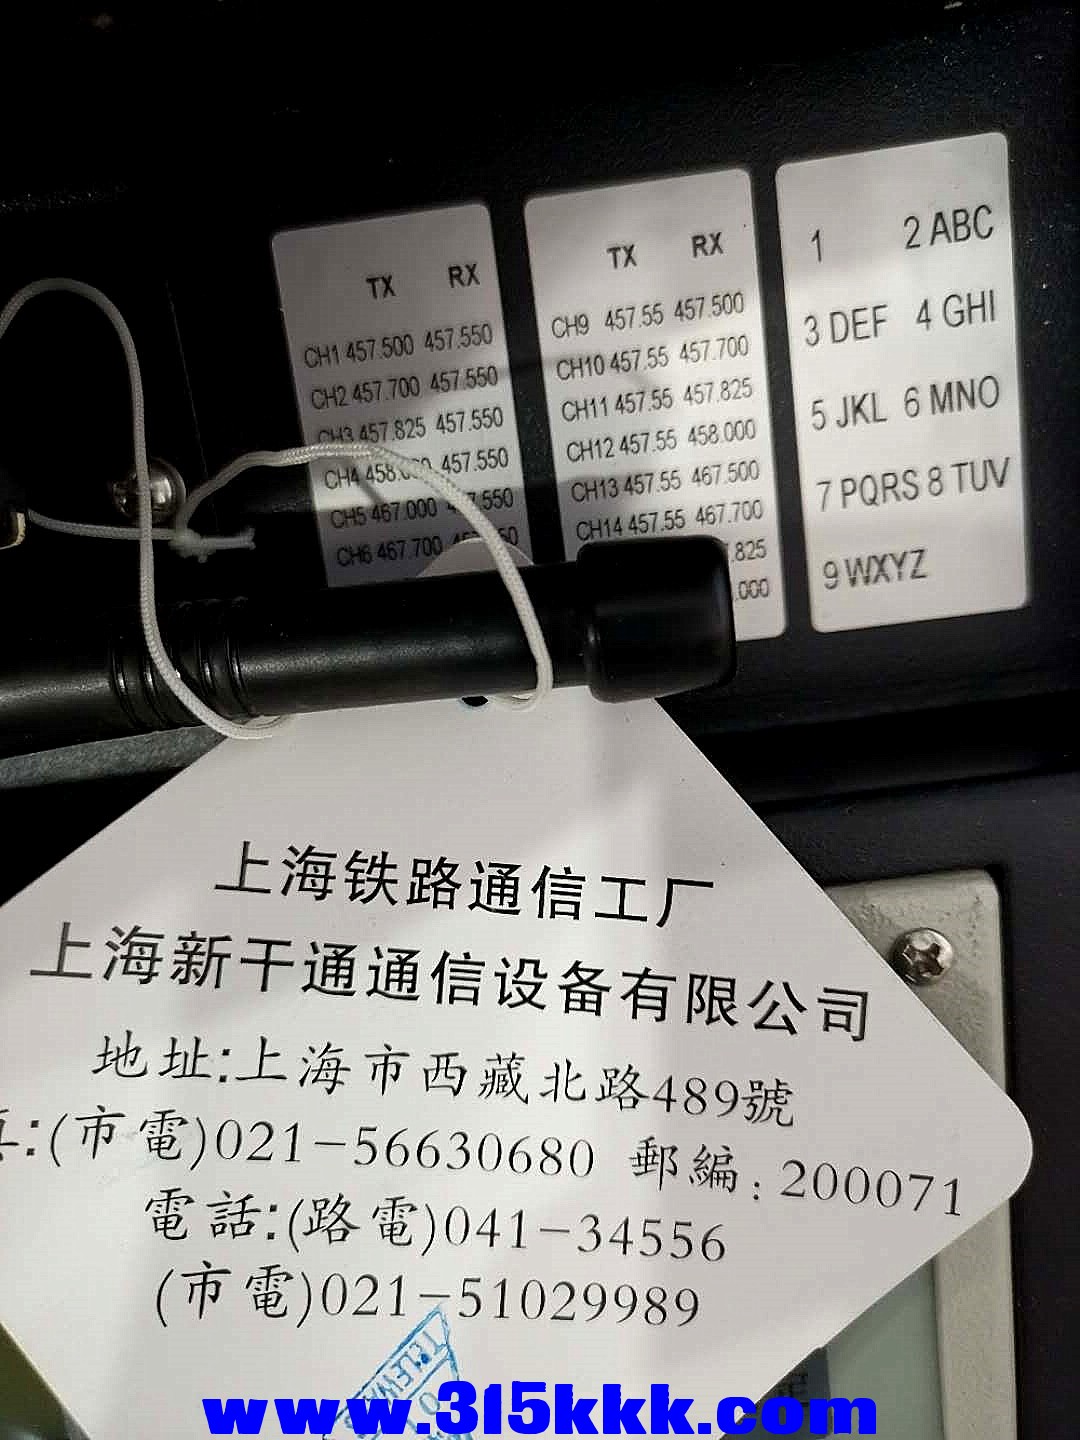 TX RX
CH1 457.500 457.550
CH2 457.700 457.550
CH3 457.825 457.550
CH4 457.550
CH5 467.000
CH6 467.700
TX RX
CH9 457.55 457.500
CH10 457.55 457.700
CH11 457.55 457.825
CH12 457.55 458.000
CH13 457.55 467.500
CH14 457.55 467.700
.825
.000
1 2 ABC
3 DEF 4 GHI
5 JKL 6 MNO
7 PQRS 8 TUV
9 WXYZ
上海铁路通信工厂
上海新干通通信设备有限公司
地址:上海市西藏北路489號
:(市電)021-56630680 郵編:200071
電話:(路電)041-34556
(市電)021-51029989
www.315kkk.com